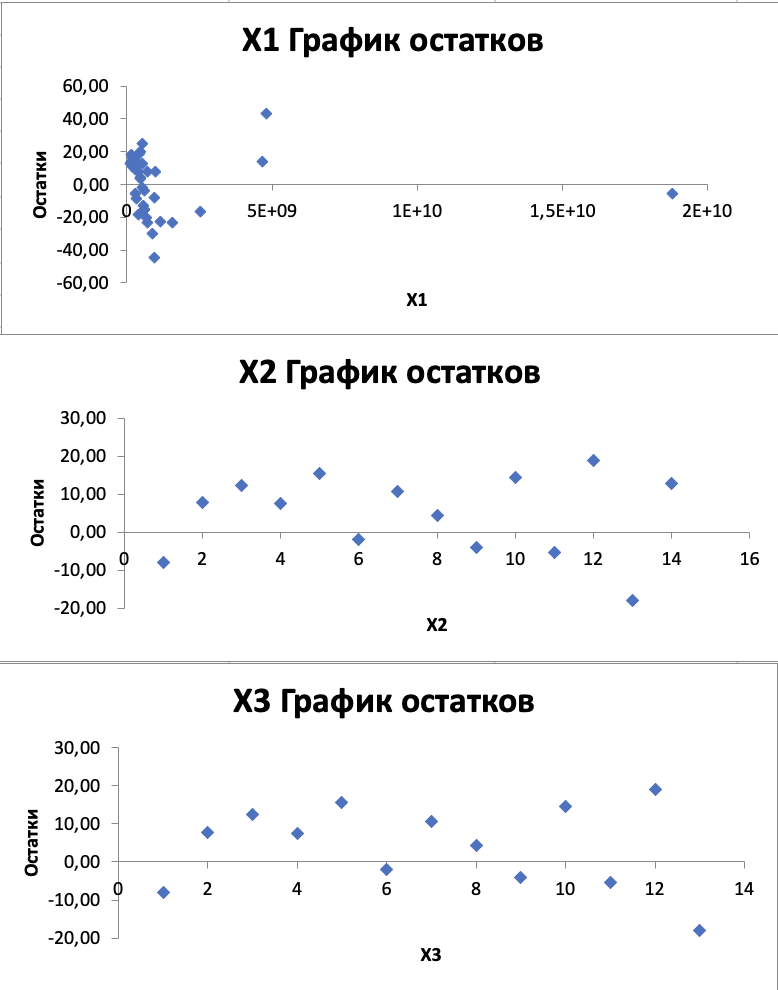 X1 График остатков
60,00
40,00
20,00
0,00
-20,00
-40,00
-60,00
Остатки
0 5E+09 1E+10 1,5E+10 2E+10
X1
X2 График остатков
30,00
20,00
10,00
0,00
-10,00
-20,00
Остатки
0 2 4 6 8 10 12 14 16
X2
X3 График остатков
30,00
20,00
10,00
0,00
-10,00
-20,00
Остатки
0 2 4 6 8 10 12 14
X3